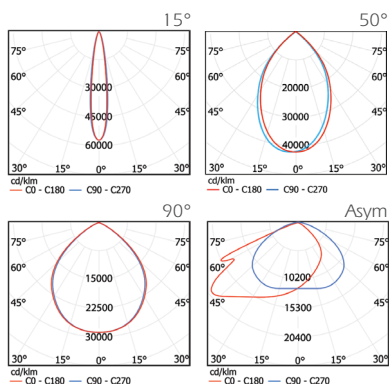 15°
75° 75°
60° 60°
30000
45° 45000 45°
60000
30° 15° 0° 15° 30°
cd/klm
C0 - C180 C90 - C270
50°
75° 75°
60° 20000 60°
30000
45° 40000 45°
30° 15° 0° 15° 30°
cd/klm
C0 - C180 C90 - C270
90°
75° 75°
60° 15000 60°
45° 22500 45°
30000
30° 15° 0° 15° 30°
cd/klm
C0 - C180 C90 - C270
Asym
75° 75°
60° 10200 60°
45° 15300 45°
20400
30° 15° 0° 15° 30°
cd/klm
C0 - C180 C90 - C270